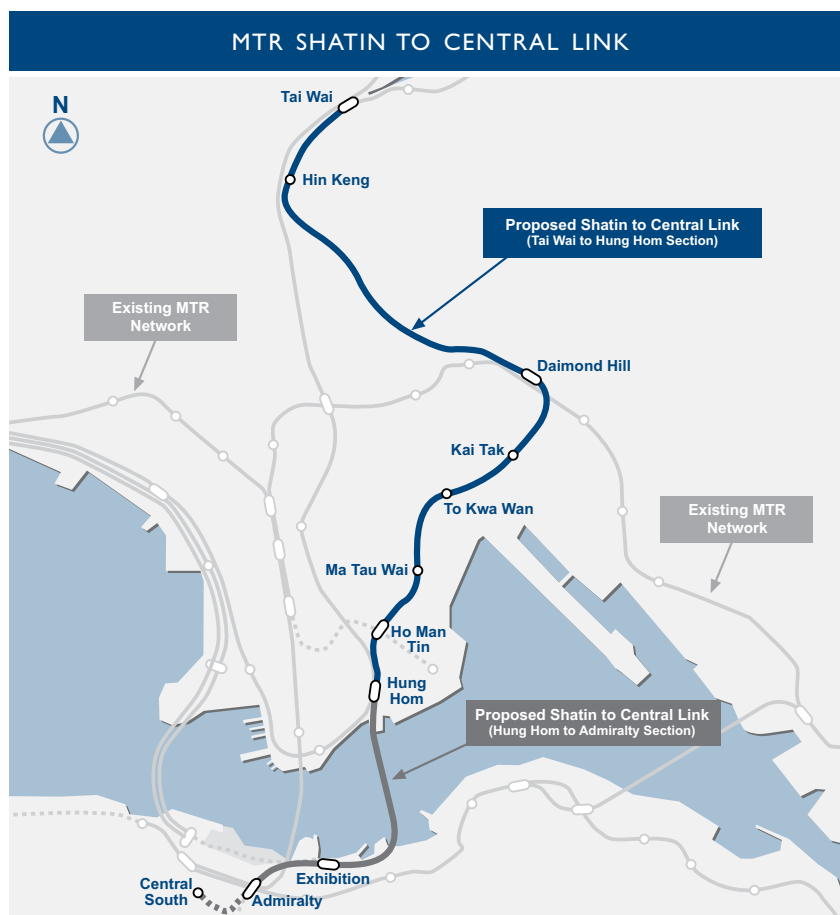 MTR SHATIN TO CENTRAL LINK
N
Tai Wai
Hin Keng
Proposed Shatin to Central Link
(Tai Wai to Hung Hom Section)
Existing MTR
Network
Daimond Hill
Kai Tak
To Kwa Wan
Existing MTR
Network
Ma Tau Wai
Ho Man
Tin
Hung
Hom
Proposed Shatin to Central Link
(Hung Hom to Admiralty Section)
Exhibition
Central
South
Admiralty